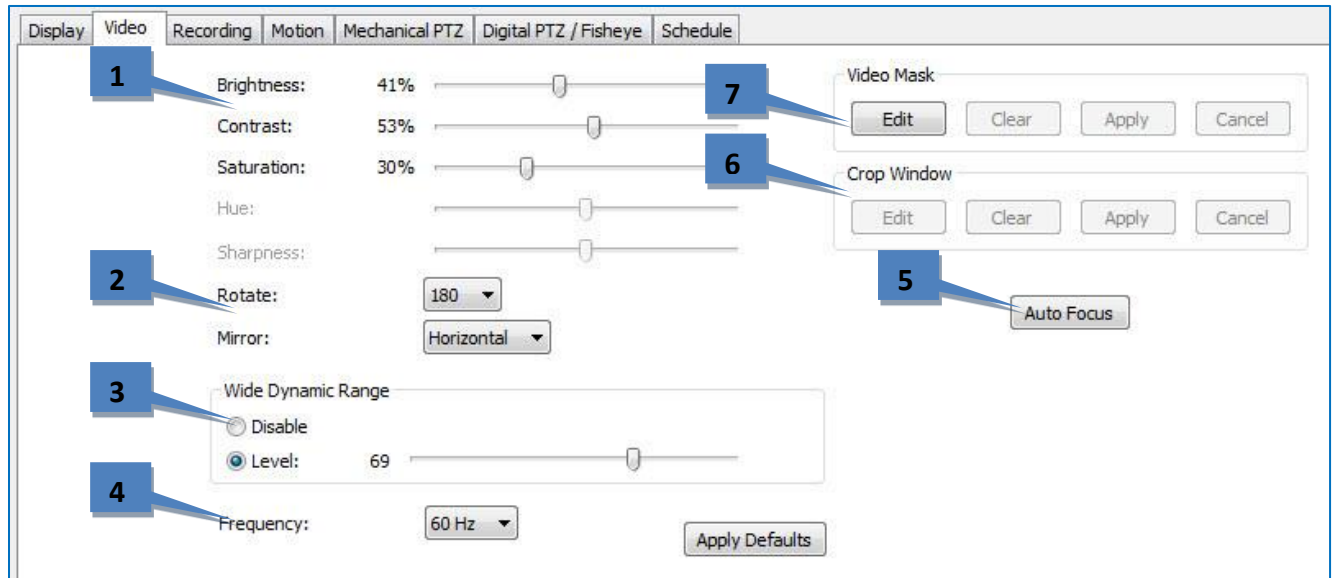 Display Video Recording Motion Mechanical PTZ Digital PTZ / Fisheye Schedule
1
Brightness: 41%
Contrast: 53%
Saturation: 30%
Hue:
Sharpness:
2
Rotate: 180
Mirror: Horizontal
3
Wide Dynamic Range
Disable
Level: 69
4
Frequency: 60 Hz
Apply Defaults
7
Video Mask
Edit Clear Apply Cancel
6
Crop Window
Edit Clear Apply Cancel
5
Auto Focus